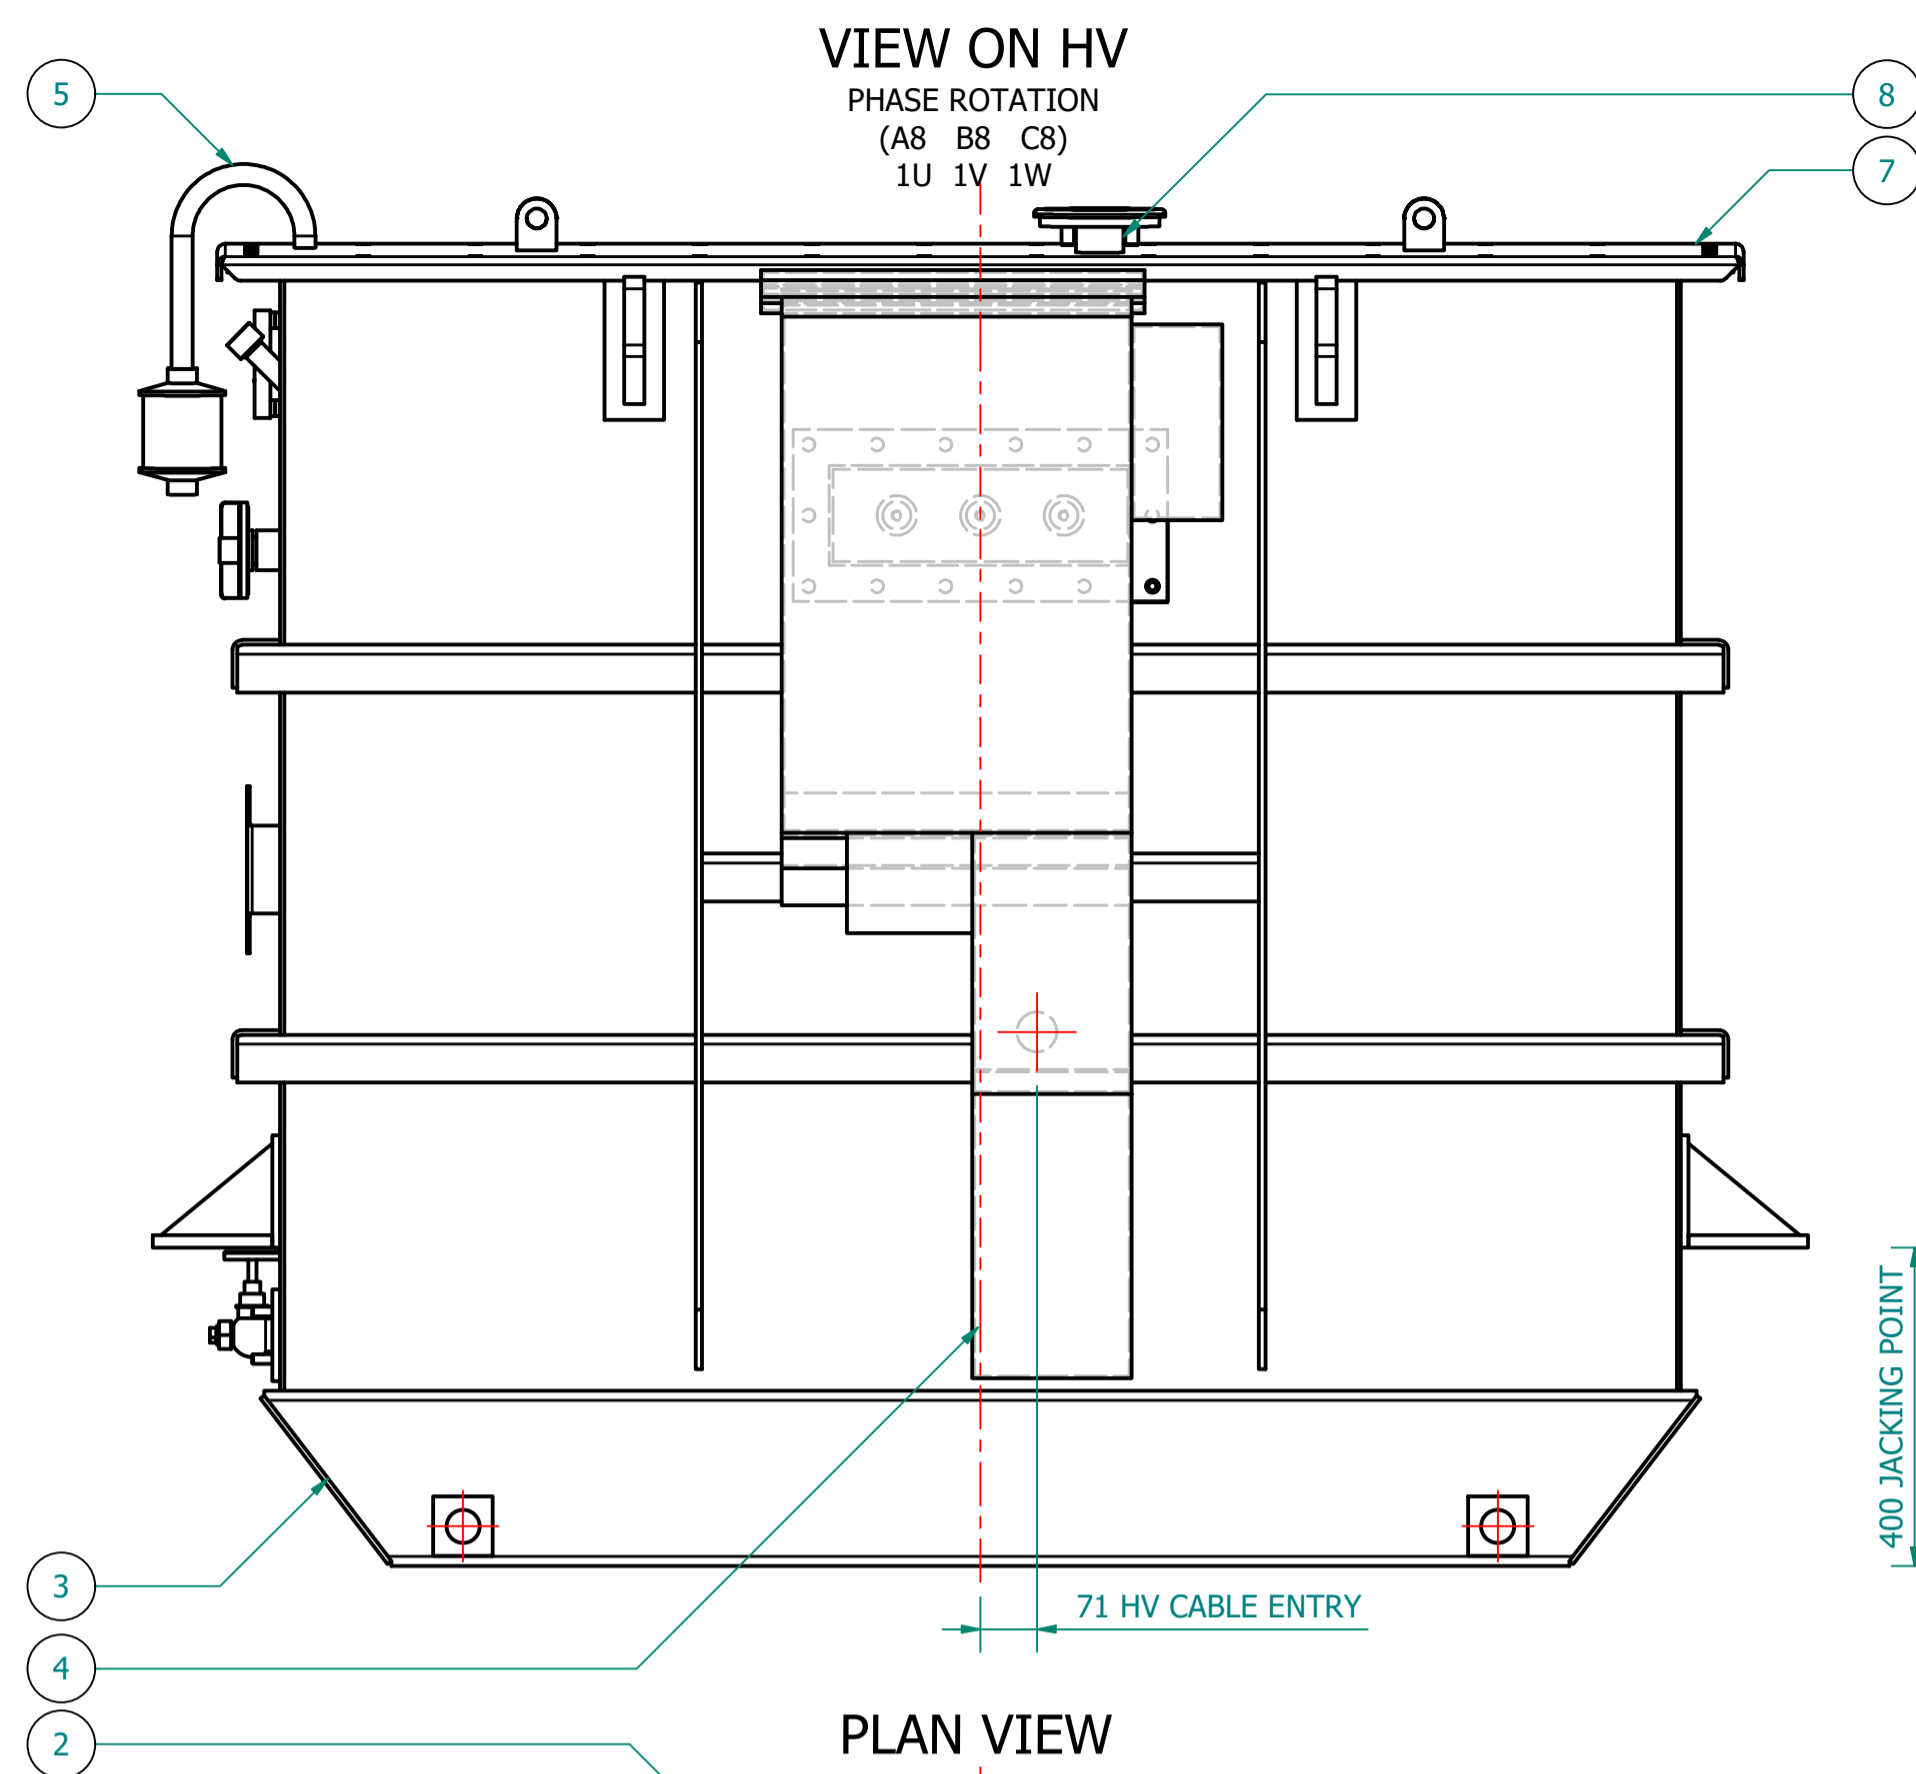 VIEW ON HV
PHASE ROTATION
(A8 B8 C8)
1U 1V 1W
5
8
7
400 JACKING POINT
3
71 HV CABLE ENTRY
4
PLAN VIEW
2